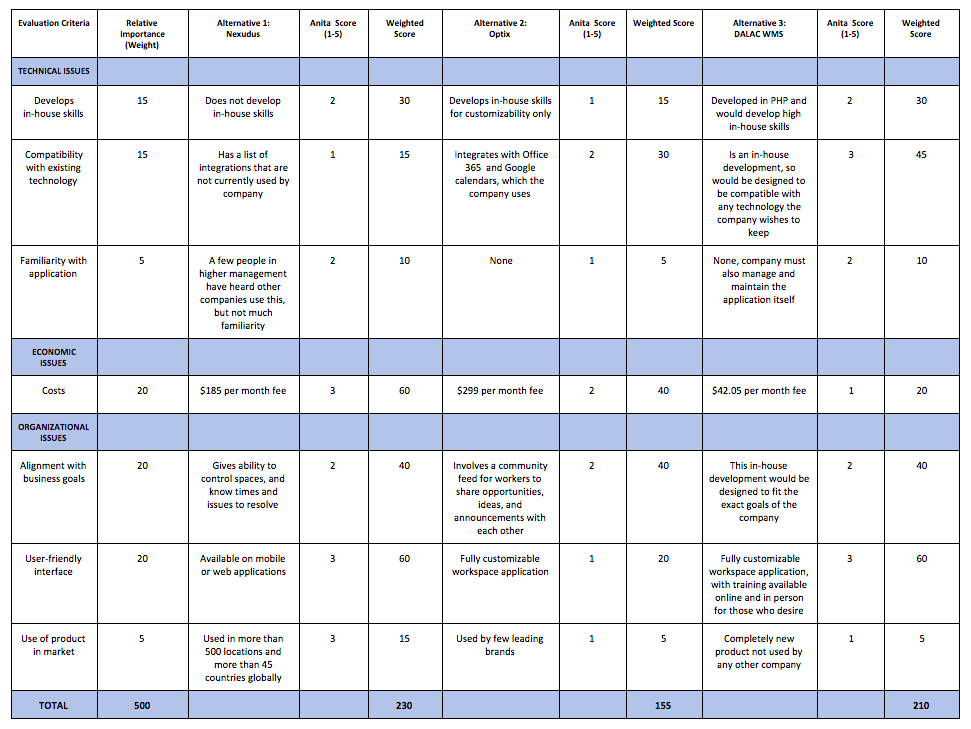 Evaluation Criteria
Relative
Importance
(Weight)
Alternative 1:
Nexudus
Anita Score
(1-5)
Weighted
Score
Alternative 2:
Optix
Anita Score
(1-5)
Weighted Score
Alternative 3:
DALAC WMS
Anita Score
(1-5)
Weighted
Score
TECHNICAL ISSUES
Develops
in-house skills
15
Does not develop
in-house skills
2
30
Develops in-house skills
for customizability only
1
15
Developed in PHP and
would develop high
in-house skills
2
30
Compatibility
with existing
technology
15
Has a list of
integrations that are
not currently used by
company
1
15
Integrates with Office
365 and Google
calendars, which the
company uses
2
30
Is an in-house
development, so
would be designed to
be compatible with
any technology the
company wishes to
keep
3
45
Familiarity with
application
5
A few people in
higher management
have heard other
companies use this,
but not much
familiarity
2
10
None
1
5
None, company must
also manage and
maintain the
application itself
2
10
ECONOMIC
ISSUES
Costs
20
$185 per month fee
3
60
$299 per month fee
2
40
$42.05 per month fee
1
20
ORGANIZATIONAL
ISSUES
Alignment with
business goals
20
Gives ability to
control spaces, and
know times and
issues to resolve
2
40
Involves a community
feed for workers to
share opportunities,
ideas, and
announcements with
each other
2
40
This in-house
development would be
designed to fit the
exact goals of the
company
2
40
User-friendly
interface
20
Available on mobile
or web applications
3
60
Fully customizable
workspace application
1
20
Fully customizable
workspace application,
with training available
online and in person
for those who desire
3
60
Use of product
in market
5
Used in more than
500 locations and
more than 45
countries globally
3
15
Used by few leading
brands
1
5
Completely new
product not used by
any other company
1
5
TOTAL
500
230
155
210